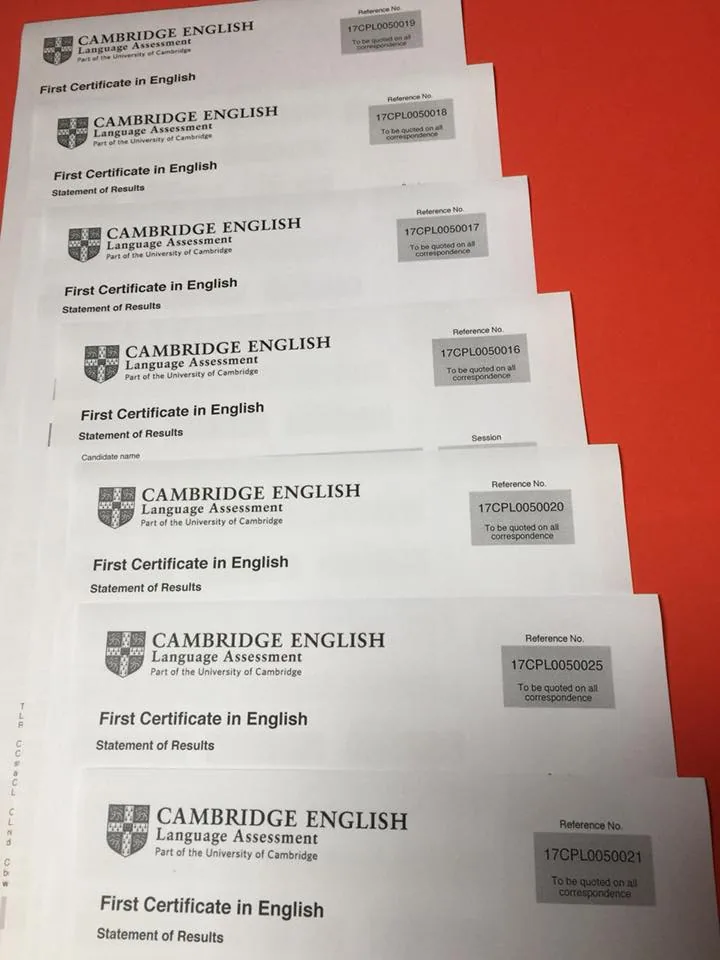 CAMBRIDGE ENGLISH
Language Assessment
Part of the University of Cambridge
Reference No.
17CPL0050019
To be quoted on all
correspondence
First Certificate in English
CAMBRIDGE ENGLISH
Language Assessment
Part of the University of Cambridge
Reference No.
17CPL0050018
To be quoted on all
correspondence
First Certificate in English
Statement of Results
CAMBRIDGE ENGLISH
Language Assessment
Part of the University of Cambridge
Reference No.
17CPL0050017
To be quoted on all
correspondence
First Certificate in English
Statement of Results
CAMBRIDGE ENGLISH
Language Assessment
Part of the University of Cambridge
Reference No.
17CPL0050016
To be quoted on all
correspondence
First Certificate in English
Statement of Results
Candidate name
Session
CAMBRIDGE ENGLISH
Language Assessment
Part of the University of Cambridge
Reference No.
17CPL0050020
To be quoted on all
correspondence
First Certificate in English
Statement of Results
CAMBRIDGE ENGLISH
Language Assessment
Part of the University of Cambridge
Reference No.
17CPL0050025
To be quoted on all
correspondence
First Certificate in English
Statement of Results
CAMBRIDGE ENGLISH
Language Assessment
Part of the University of Cambridge
Reference No.
17CPL0050021
To be quoted on all
correspondence
First Certificate in English
Statement of Results